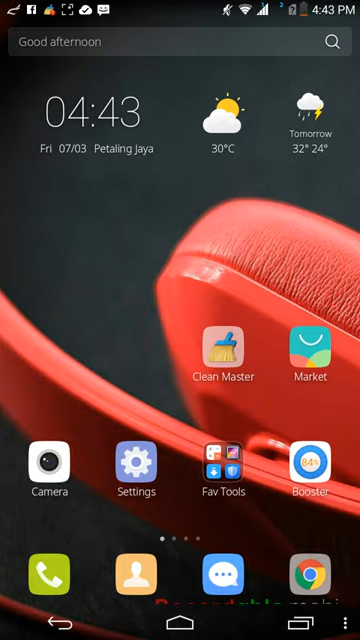 4:43 PM
Good afternoon
04:43
Fri 07/03 Petaling Jaya
30°C
Tomorrow
32° 24°
Clean Master
Market
84%
Camera
Settings
Fav Tools
Booster